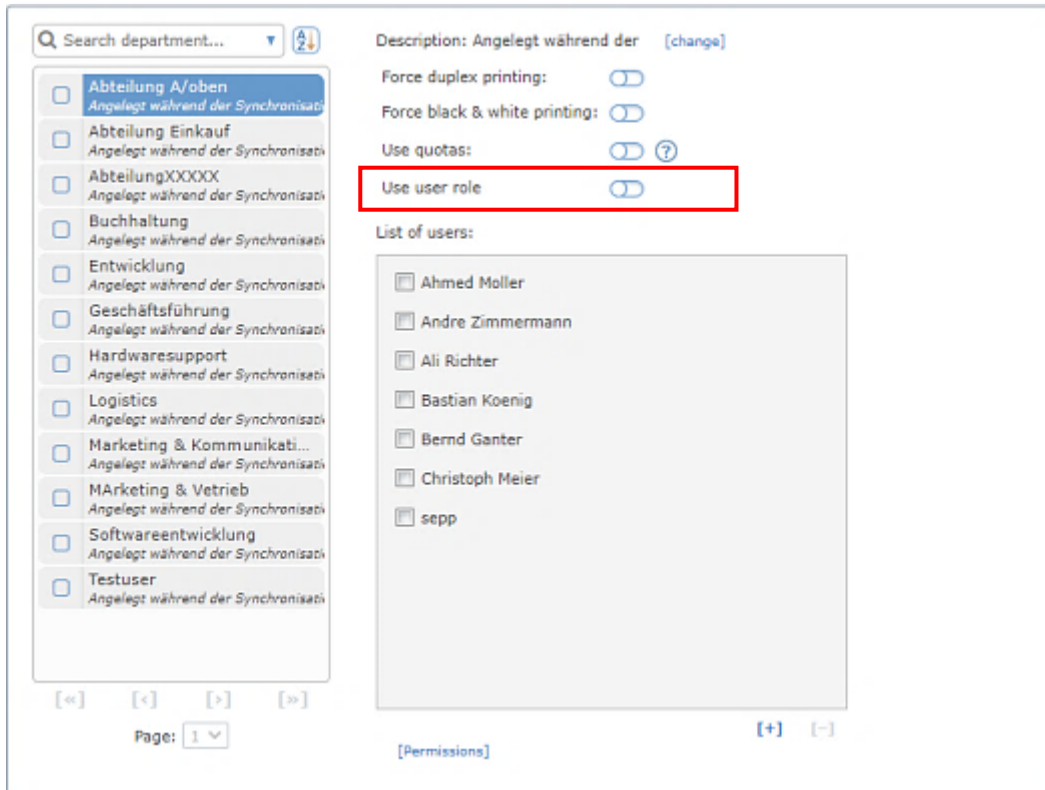 Search department...
Abteilung A/oben
Angelegt während der Synchronisati
Abteilung Einkauf
Angelegt während der Synchronisati
AbteilungXXXXX
Angelegt während der Synchronisati
Buchhaltung
Angelegt während der Synchronisati
Entwicklung
Angelegt während der Synchronisati
Geschäftsführung
Angelegt während der Synchronisati
Hardwaresupport
Angelegt während der Synchronisati
Logistics
Angelegt während der Synchronisati
Marketing & Kommunikati...
Angelegt während der Synchronisati
MArketing & Vetrieb
Angelegt während der Synchronisati
Softwareentwicklung
Angelegt während der Synchronisati
Testuser
Angelegt während der Synchronisati
[«] [‹] [›] [»]
Page: 1
Description: Angelegt während der [change]
Force duplex printing:
Force black & white printing:
Use quotas: ?
Use user role
List of users:
Ahmed Moller
Andre Zimmermann
Ali Richter
Bastian Koenig
Bernd Ganter
Christoph Meier
sepp
[+] [-]
[Permissions]